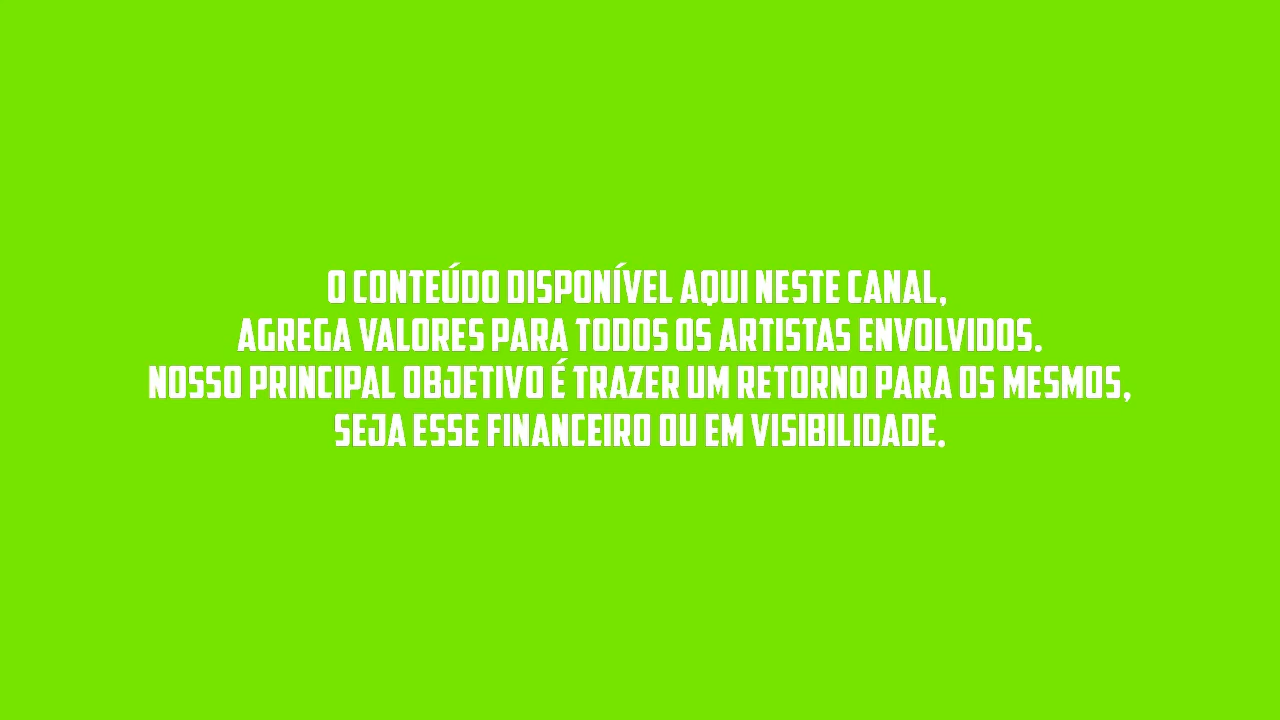 O CONTEÚDO DISPONÍVEL AQUI NESTE CANAL,
AGREGA VALORES PARA TODOS OS ARTISTAS ENVOLVIDOS.
NOSSO PRINCIPAL OBJETIVO É TRAZER UM RETORNO PARA OS MESMOS,
SEJA ESSE FINANCEIRO OU EM VISIBILIDADE.